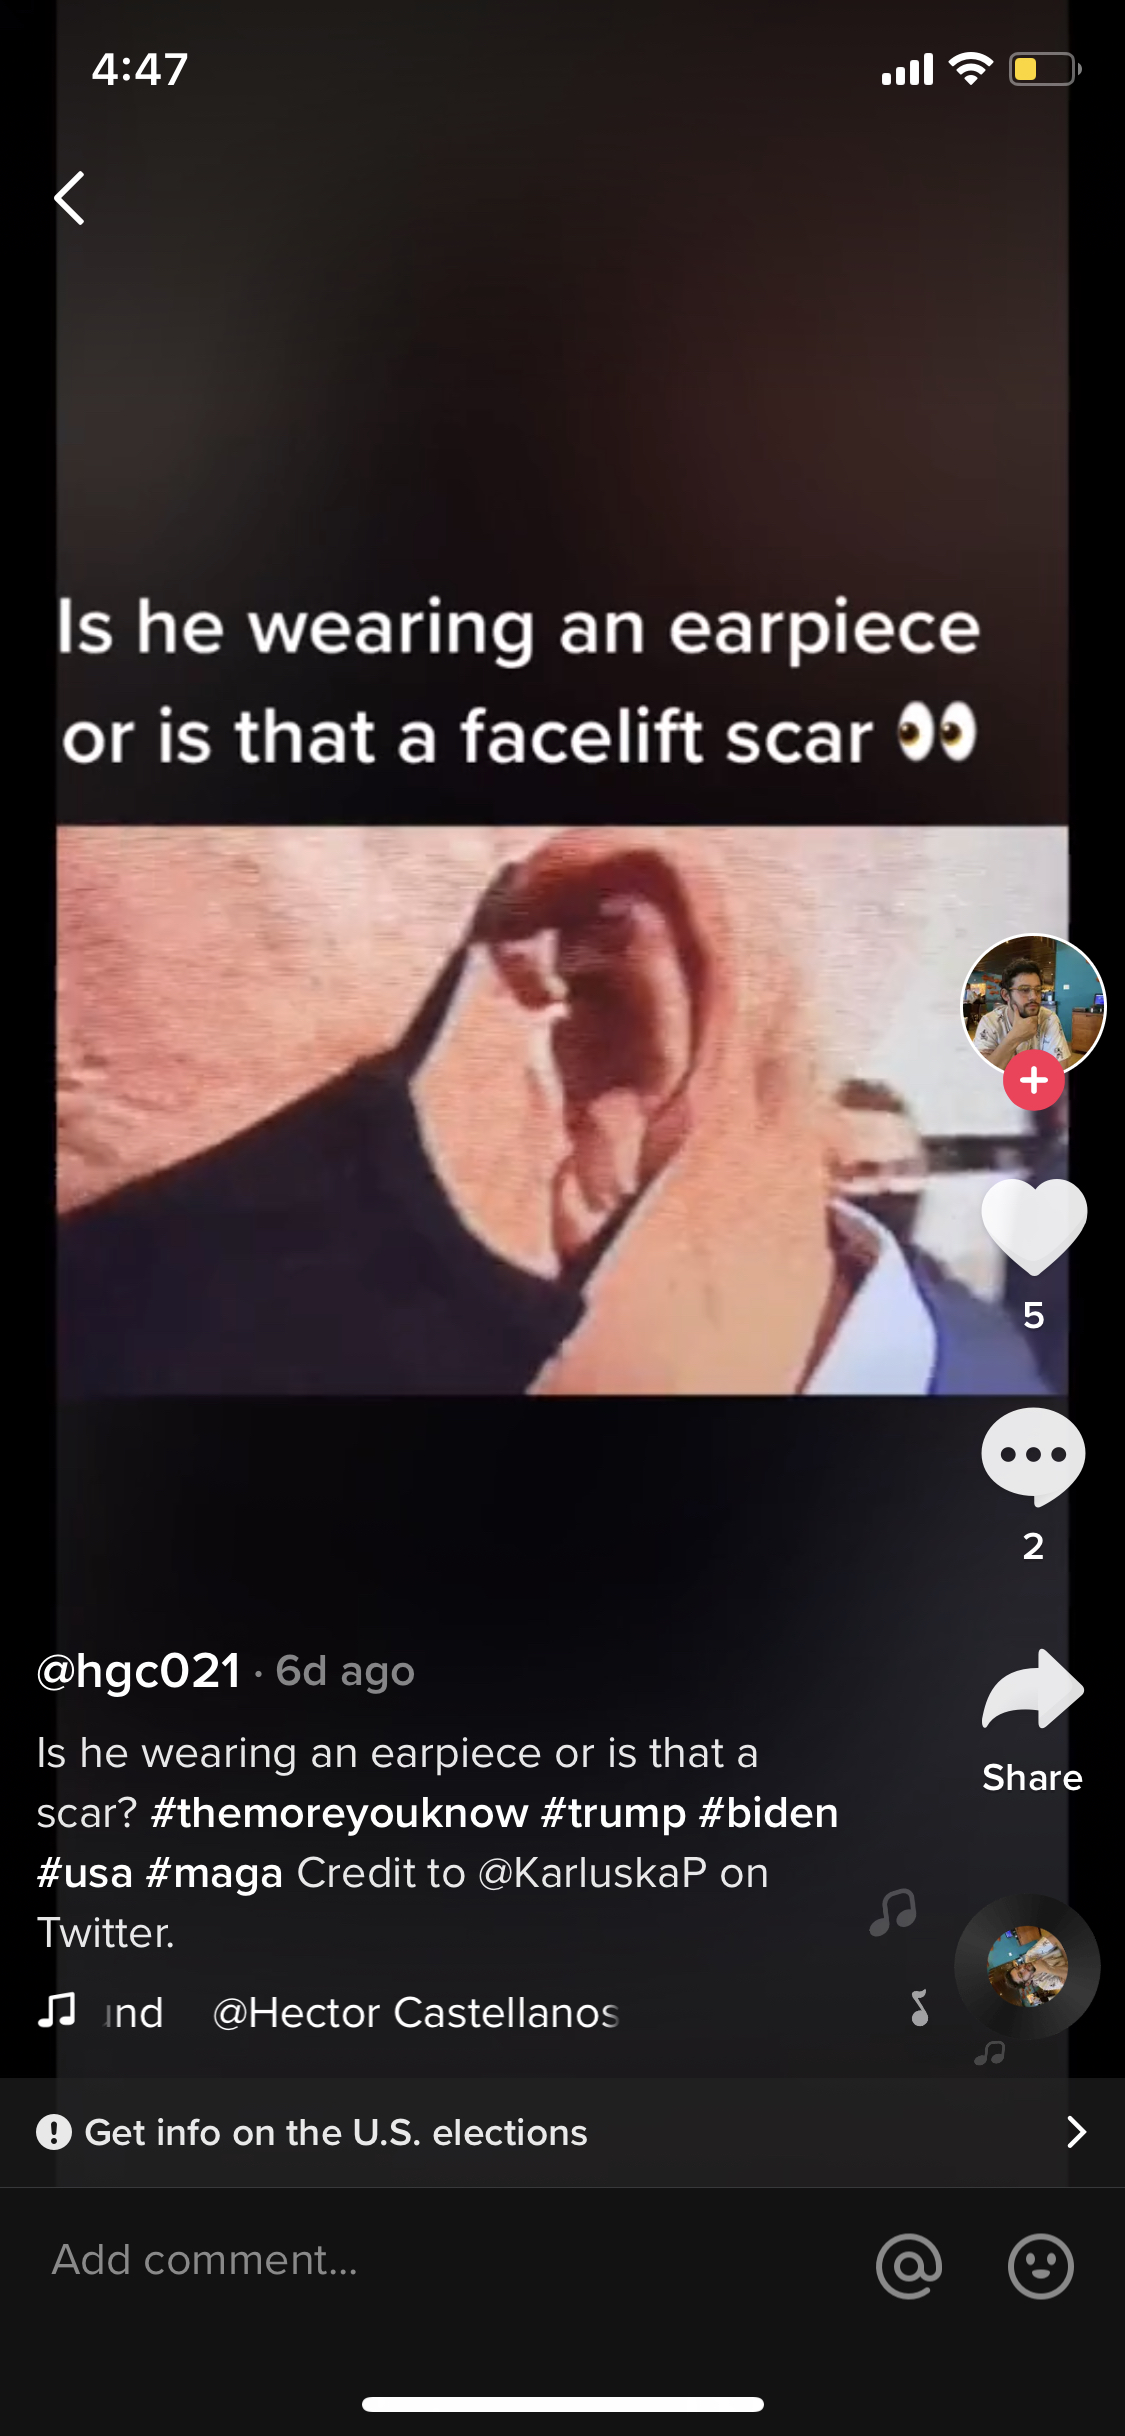 4:47
Is he wearing an earpiece
or is that a facelift scar 👀
5
2
Share
@hgc021 · 6d ago
Is he wearing an earpiece or is that a
scar? #themoreyouknow #trump #biden
#usa #maga Credit to @KarluskaP on
Twitter.
nd @Hector Castellanos
Get info on the U.S. elections
Add comment...